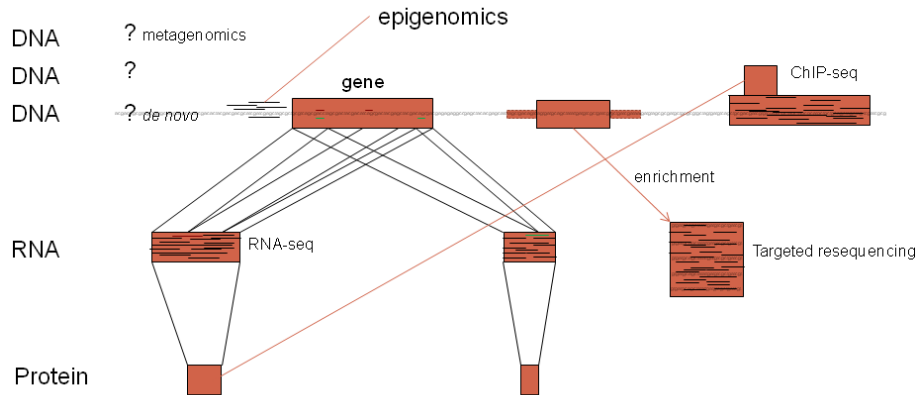 epigenomics
DNA ? metagenomics
DNA ?
gene
ChIP-seq
DNA ? de novo
enrichment
RNA
RNA-seq
Targeted resequencing
Protein